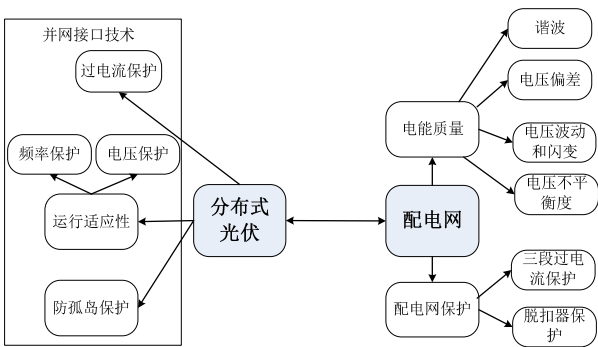 并网接口技术
过电流保护
频率保护
电压保护
运行适应性
防孤岛保护
分布式
光伏
配电网
电能质量
谐波
电压偏差
电压波动
和闪变
电压不平
衡度
配电网保护
三段过电
流保护
脱扣器保
护